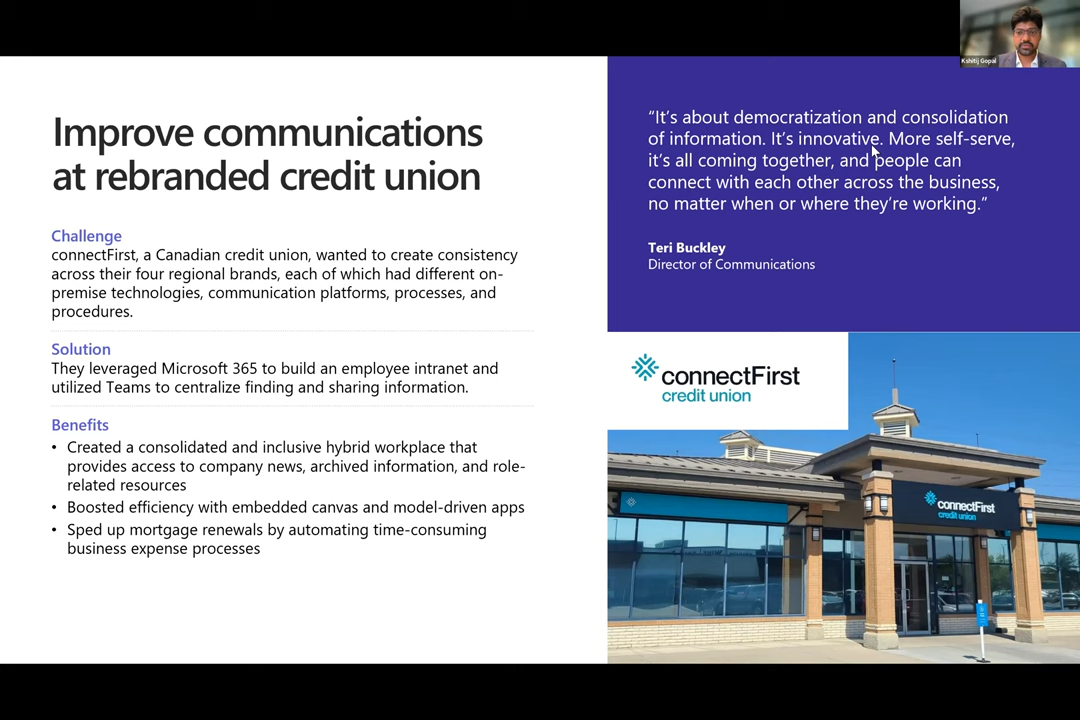 Kshitij Gopal
Improve communications
at rebranded credit union
Challenge
connectFirst, a Canadian credit union, wanted to create consistency
across their four regional brands, each of which had different on-
premise technologies, communication platforms, processes, and
procedures.
Solution
They leveraged Microsoft 365 to build an employee intranet and
utilized Teams to centralize finding and sharing information.
Benefits
• Created a consolidated and inclusive hybrid workplace that
provides access to company news, archived information, and role-
related resources
• Boosted efficiency with embedded canvas and model-driven apps
• Sped up mortgage renewals by automating time-consuming
business expense processes
“It’s about democratization and consolidation
of information. It’s innovative. More self-serve,
it’s all coming together, and people can
connect with each other across the business,
no matter when or where they’re working.“
Teri Buckley
Director of Communications
connectFirst
credit union
connectFirst
credit union